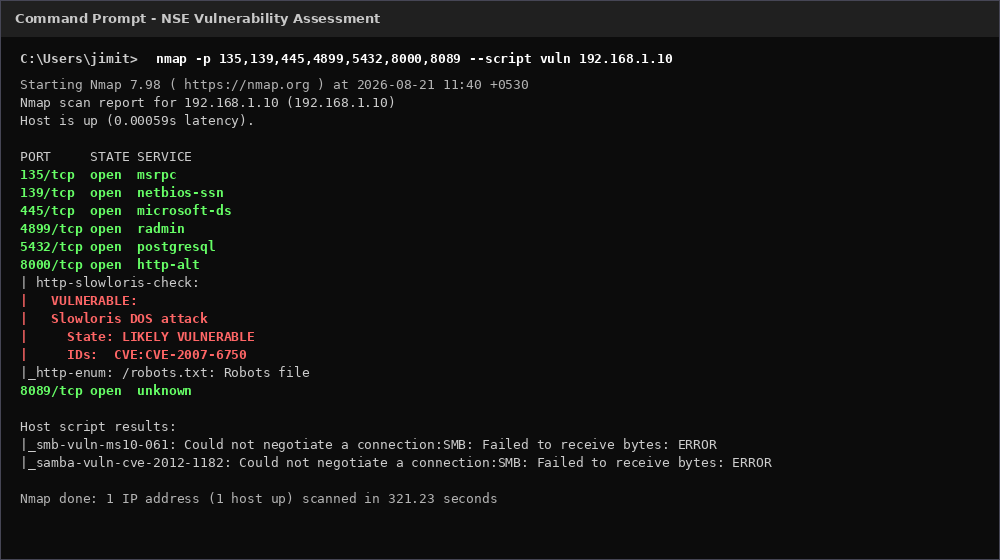 Command Prompt - NSE Vulnerability Assessment
C:\Users\jimit> nmap -p 135,139,445,4899,5432,8000,8089 --script vuln 192.168.1.10
Starting Nmap 7.98 ( https://nmap.org ) at 2026-08-21 11:40 +0530
Nmap scan report for 192.168.1.10 (192.168.1.10)
Host is up (0.00059s latency).
PORT     STATE SERVICE
135/tcp  open  msrpc
139/tcp  open  netbios-ssn
445/tcp  open  microsoft-ds
4899/tcp open  radmin
5432/tcp open  postgresql
8000/tcp open  http-alt
| http-slowloris-check:
|   VULNERABLE:
|   Slowloris DOS attack
|     State: LIKELY VULNERABLE
|     IDs:  CVE:CVE-2007-6750
|_http-enum: /robots.txt: Robots file
8089/tcp open  unknown
Host script results:
|_smb-vuln-ms10-061: Could not negotiate a connection:SMB: Failed to receive bytes: ERROR
|_samba-vuln-cve-2012-1182: Could not negotiate a connection:SMB: Failed to receive bytes: ERROR
Nmap done: 1 IP address (1 host up) scanned in 321.23 seconds